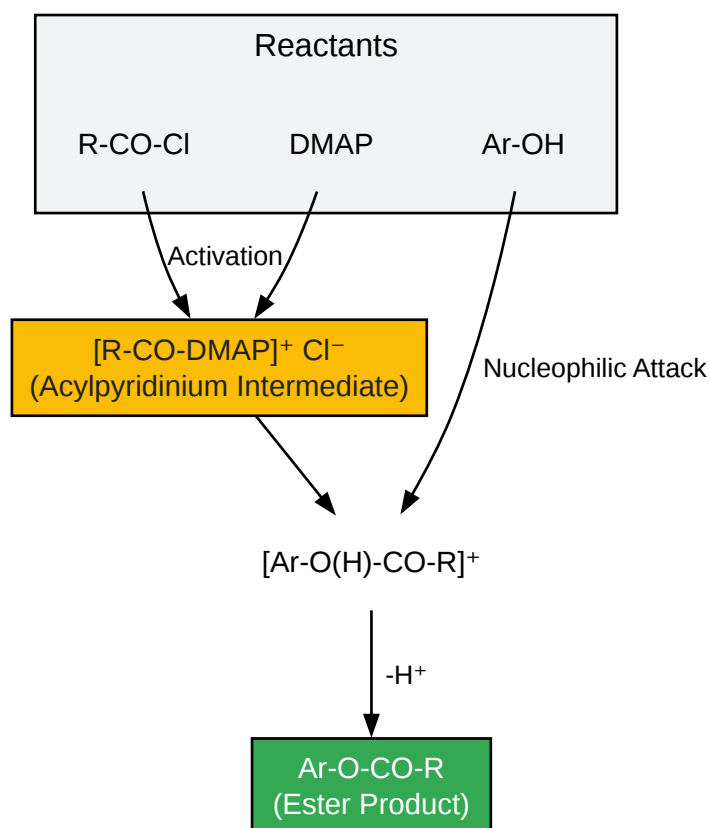 Reactants
R-CO-Cl
DMAP
Ar-OH
Activation
[R-CO-DMAP]⁺ Cl⁻
(Acylpyridinium Intermediate)
Nucleophilic Attack
[Ar-O(H)-CO-R]⁺
-H⁺
Ar-O-CO-R
(Ester Product)